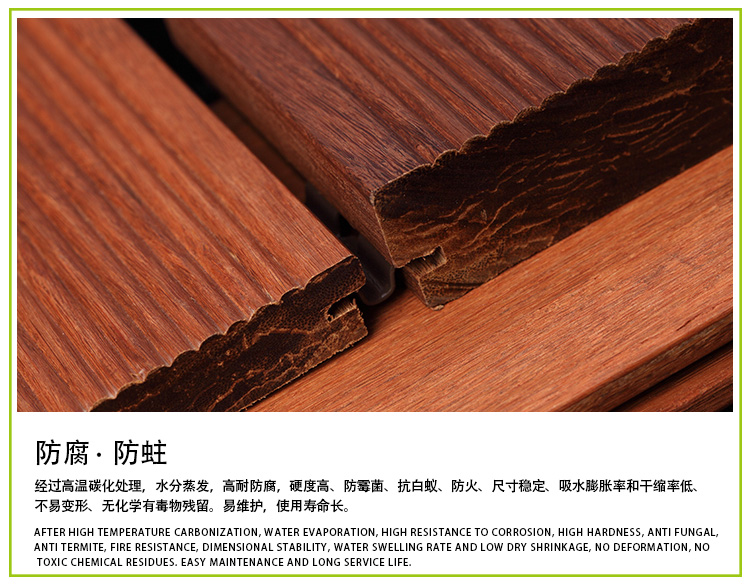 防腐·防蛀
经过高温碳化处理，水分蒸发，高耐防腐，硬度高、防霉菌、抗白蚁、防火、尺寸稳定、吸水膨胀率和干缩率低、
不易变形、无化学有毒物残留。易维护，使用寿命长。
AFTER HIGH TEMPERATURE CARBONIZATION, WATER EVAPORATION, HIGH RESISTANCE TO CORROSION, HIGH HARDNESS, ANTI FUNGAL,
ANTI TERMITE, FIRE RESISTANCE, DIMENSIONAL STABILITY, WATER SWELLING RATE AND LOW DRY SHRINKAGE, NO DEFORMATION, NO
TOXIC CHEMICAL RESIDUES. EASY MAINTENANCE AND LONG SERVICE LIFE.